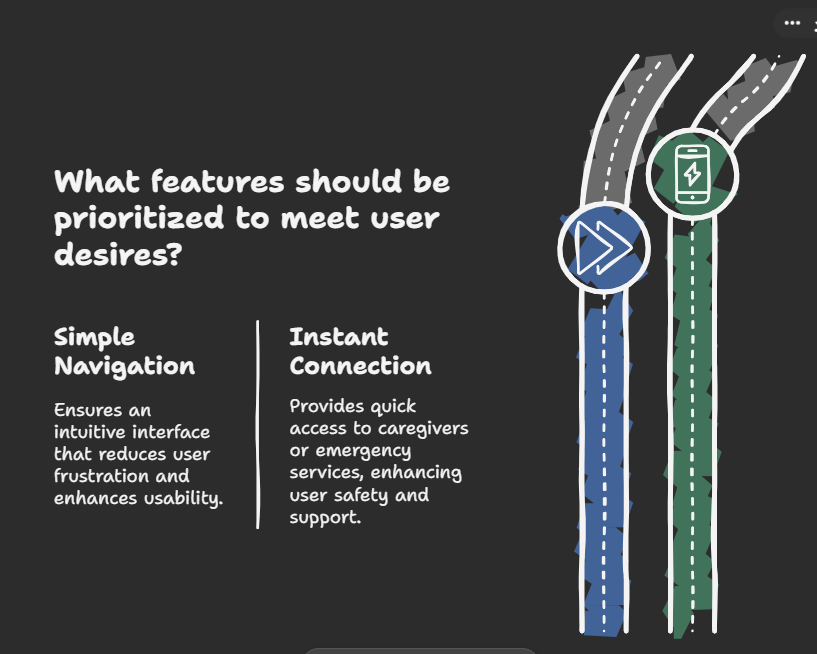 What features should be
prioritized to meet user
desires?
Simple
Navigation
Ensures an
intuitive interface
that reduces user
frustration and
enhances usability.
Instant
Connection
Provides quick
access to caregivers
or emergency
services, enhancing
user safety and
support.